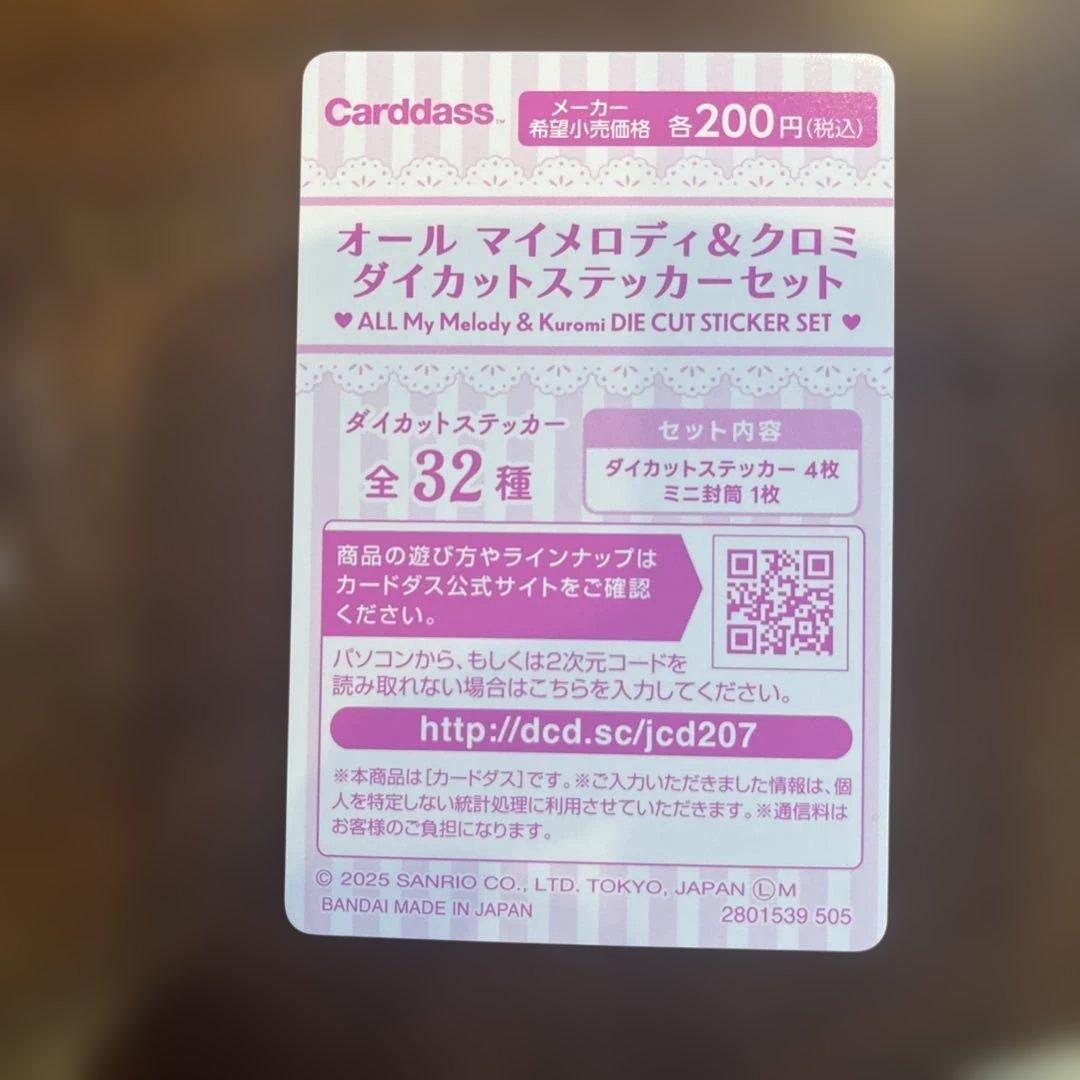 Carddass™
メーカー
希望小売価格 各200円(税込)
オール マイメロディ&クロミ
ダイカットステッカーセット
♥ ALL My Melody & Kuromi DIE CUT STICKER SET ♥
ダイカットステッカー
全32種
セット内容
ダイカットステッカー 4枚
ミニ封筒 1枚
商品の遊び方やラインナップは
カードダス公式サイトをご確認
ください。
パソコンから、もしくは2次元コードを
読み取れない場合はこちらを入力してください。
http://dcd.sc/jcd207
※本商品は[カードダス]です。※ご入力いただきました情報は、個
人を特定しない統計処理に利用させていただきます。※通信料は
お客様のご負担になります。
© 2025 SANRIO CO., LTD. TOKYO, JAPAN Ⓛ M
BANDAI MADE IN JAPAN
2801539 505